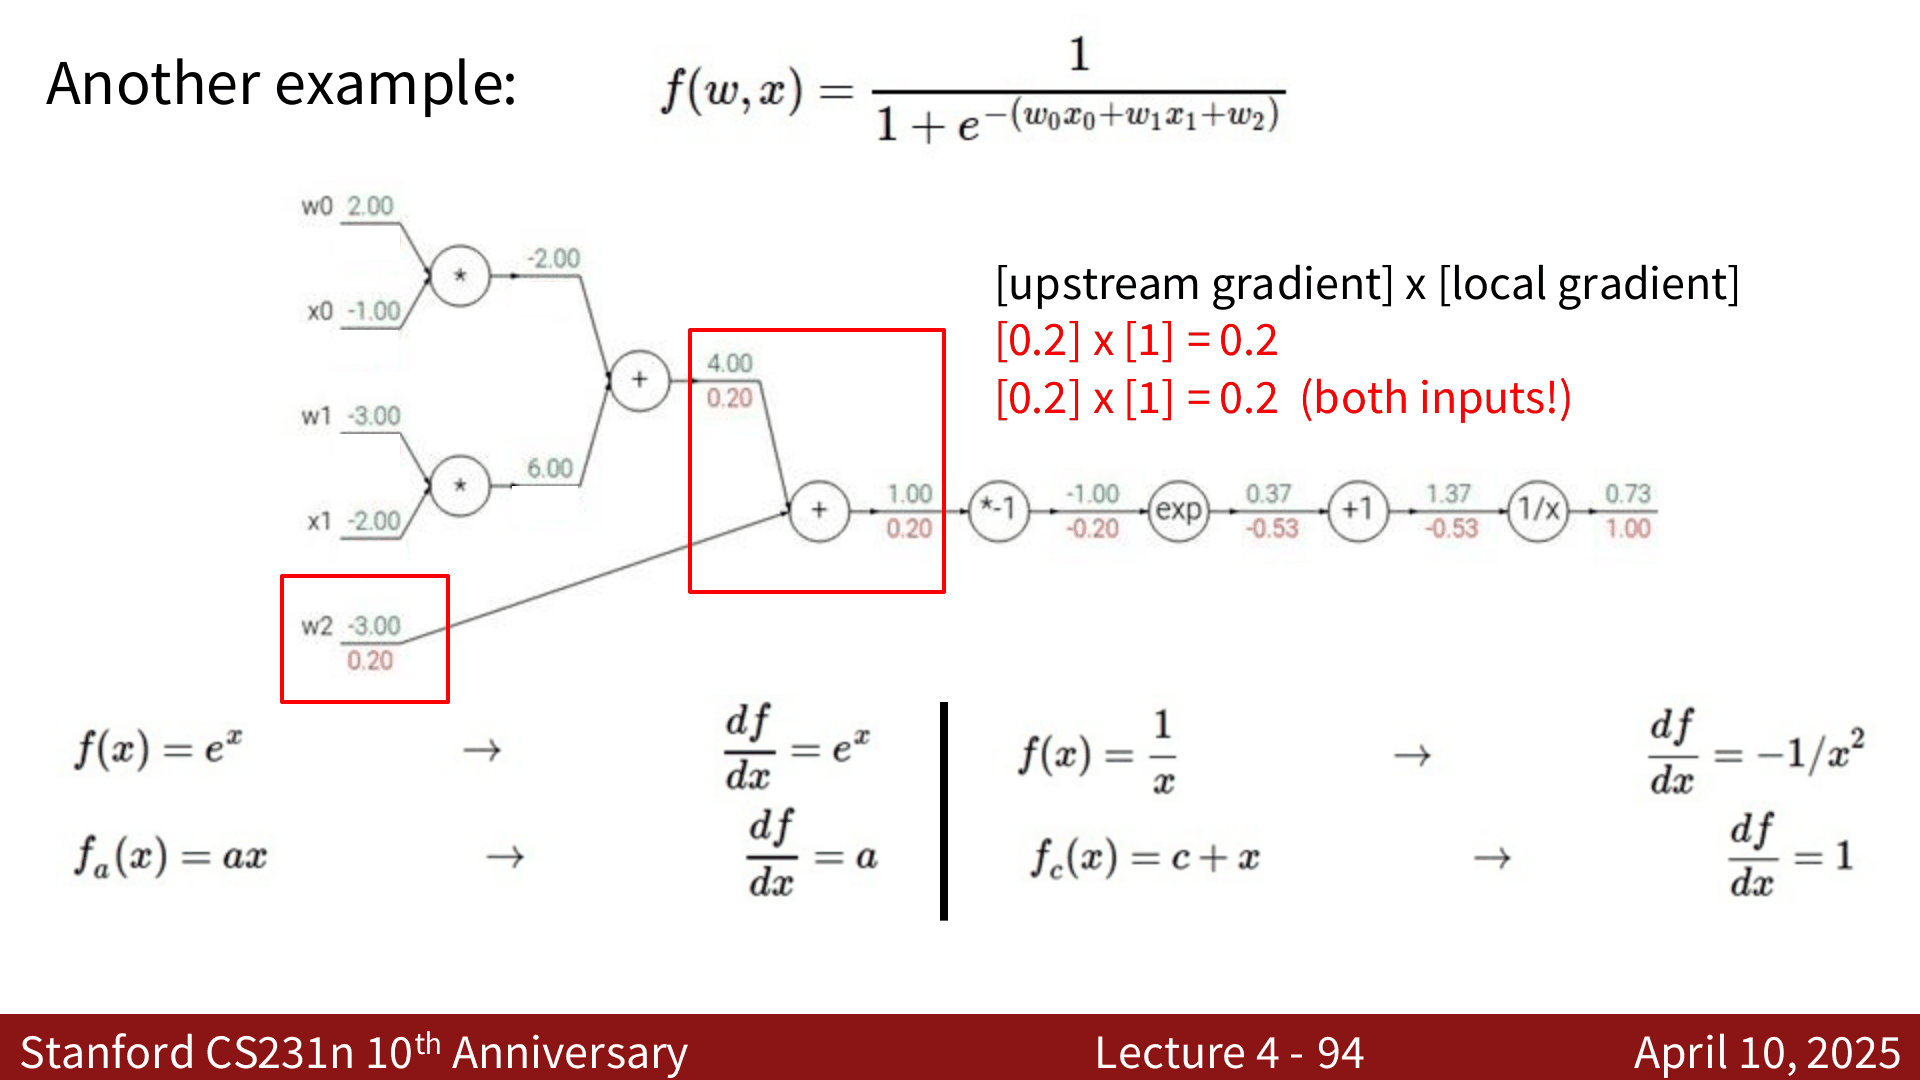 Another example:
f(w, x) = 1 / (1 + e^−(w₀x₀+w₁x₁+w₂))
w0 2.00
*
-2.00
x0 -1.00
[upstream gradient] x [local gradient]
[0.2] x [1] = 0.2
[0.2] x [1] = 0.2 (both inputs!)
+
4.00
0.20
w1 -3.00
*
6.00
x1 -2.00
+
1.00
0.20
*-1
-1.00
-0.20
exp
0.37
-0.53
+1
1.37
-0.53
1/x
0.73
1.00
w2 -3.00
0.20
f(x) = eˣ → df/dx = eˣ
fₐ(x) = ax → df/dx = a
f(x) = 1/x → df/dx = −1/x²
f_c(x) = c + x → df/dx = 1
Stanford CS231n 10th Anniversary
Lecture 4 - 94
April 10, 2025